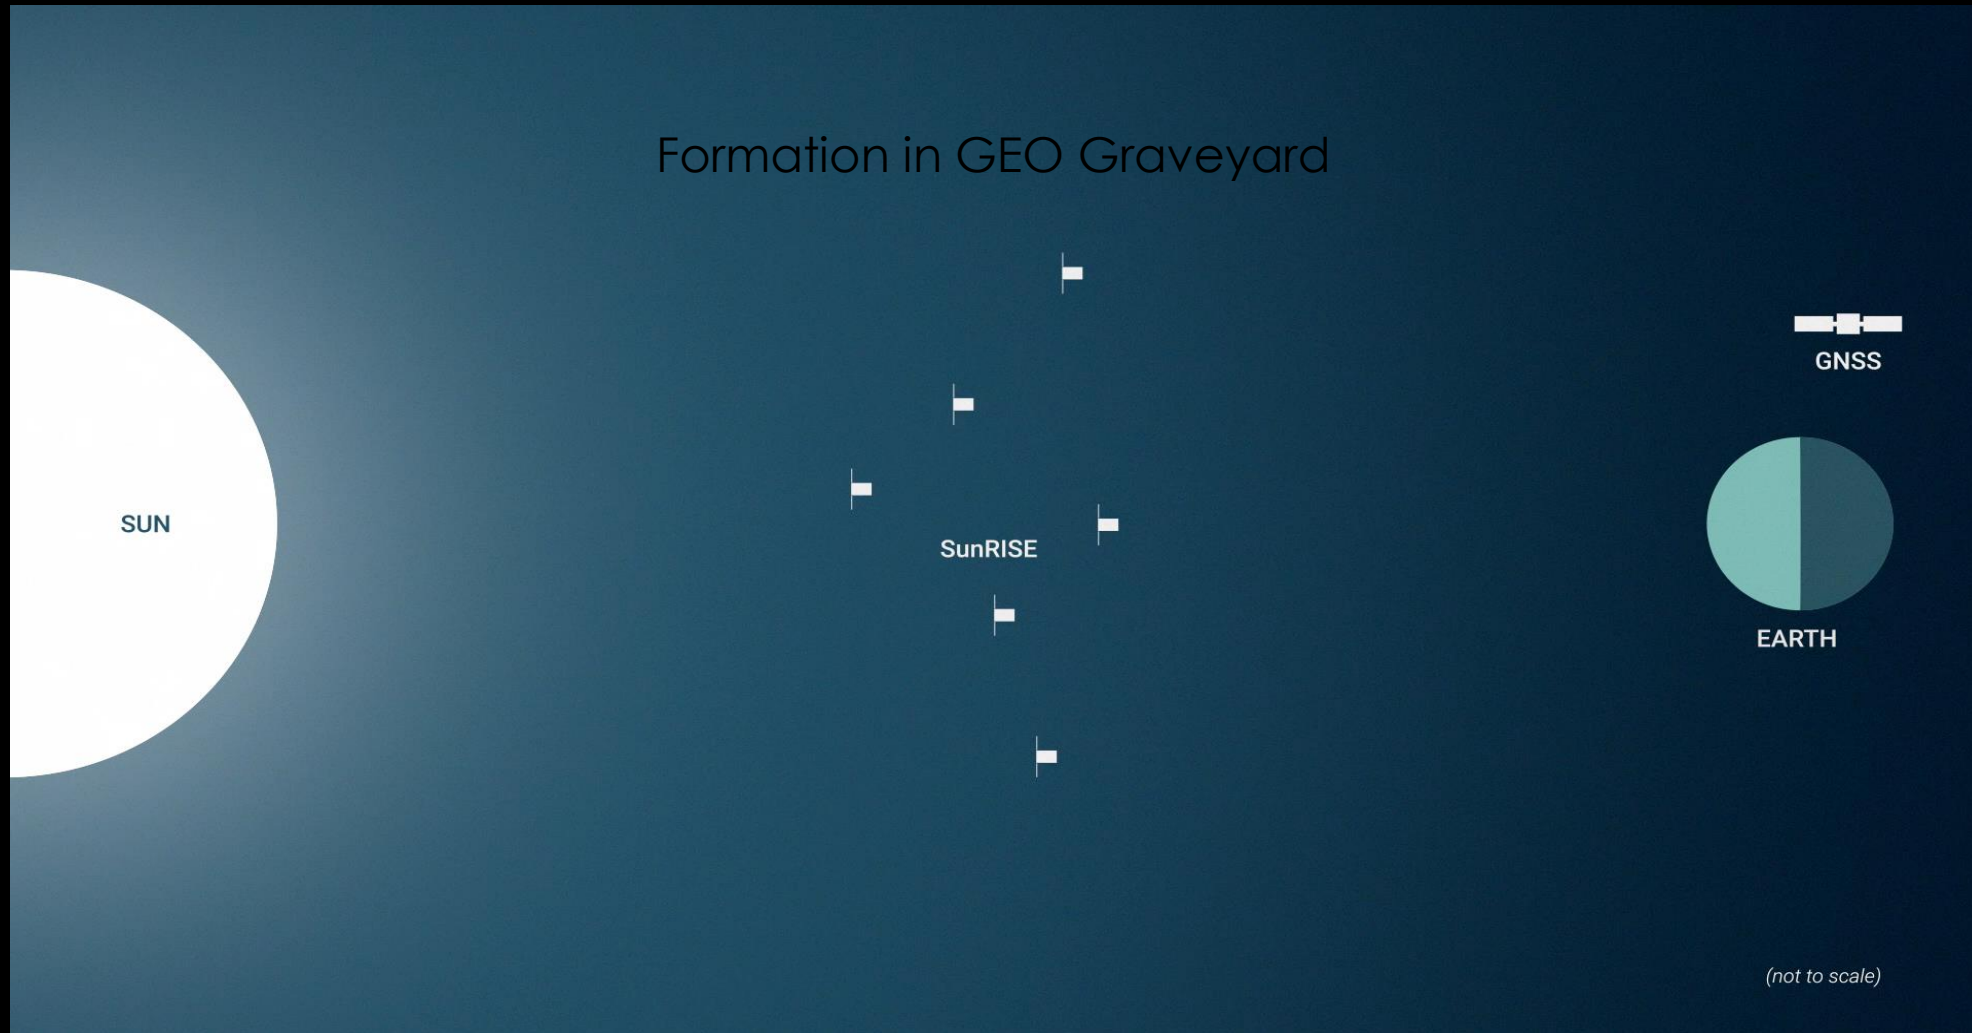 Formation in GEO Graveyard
GNSS
SUN
SunRISE
EARTH
(not to scale)